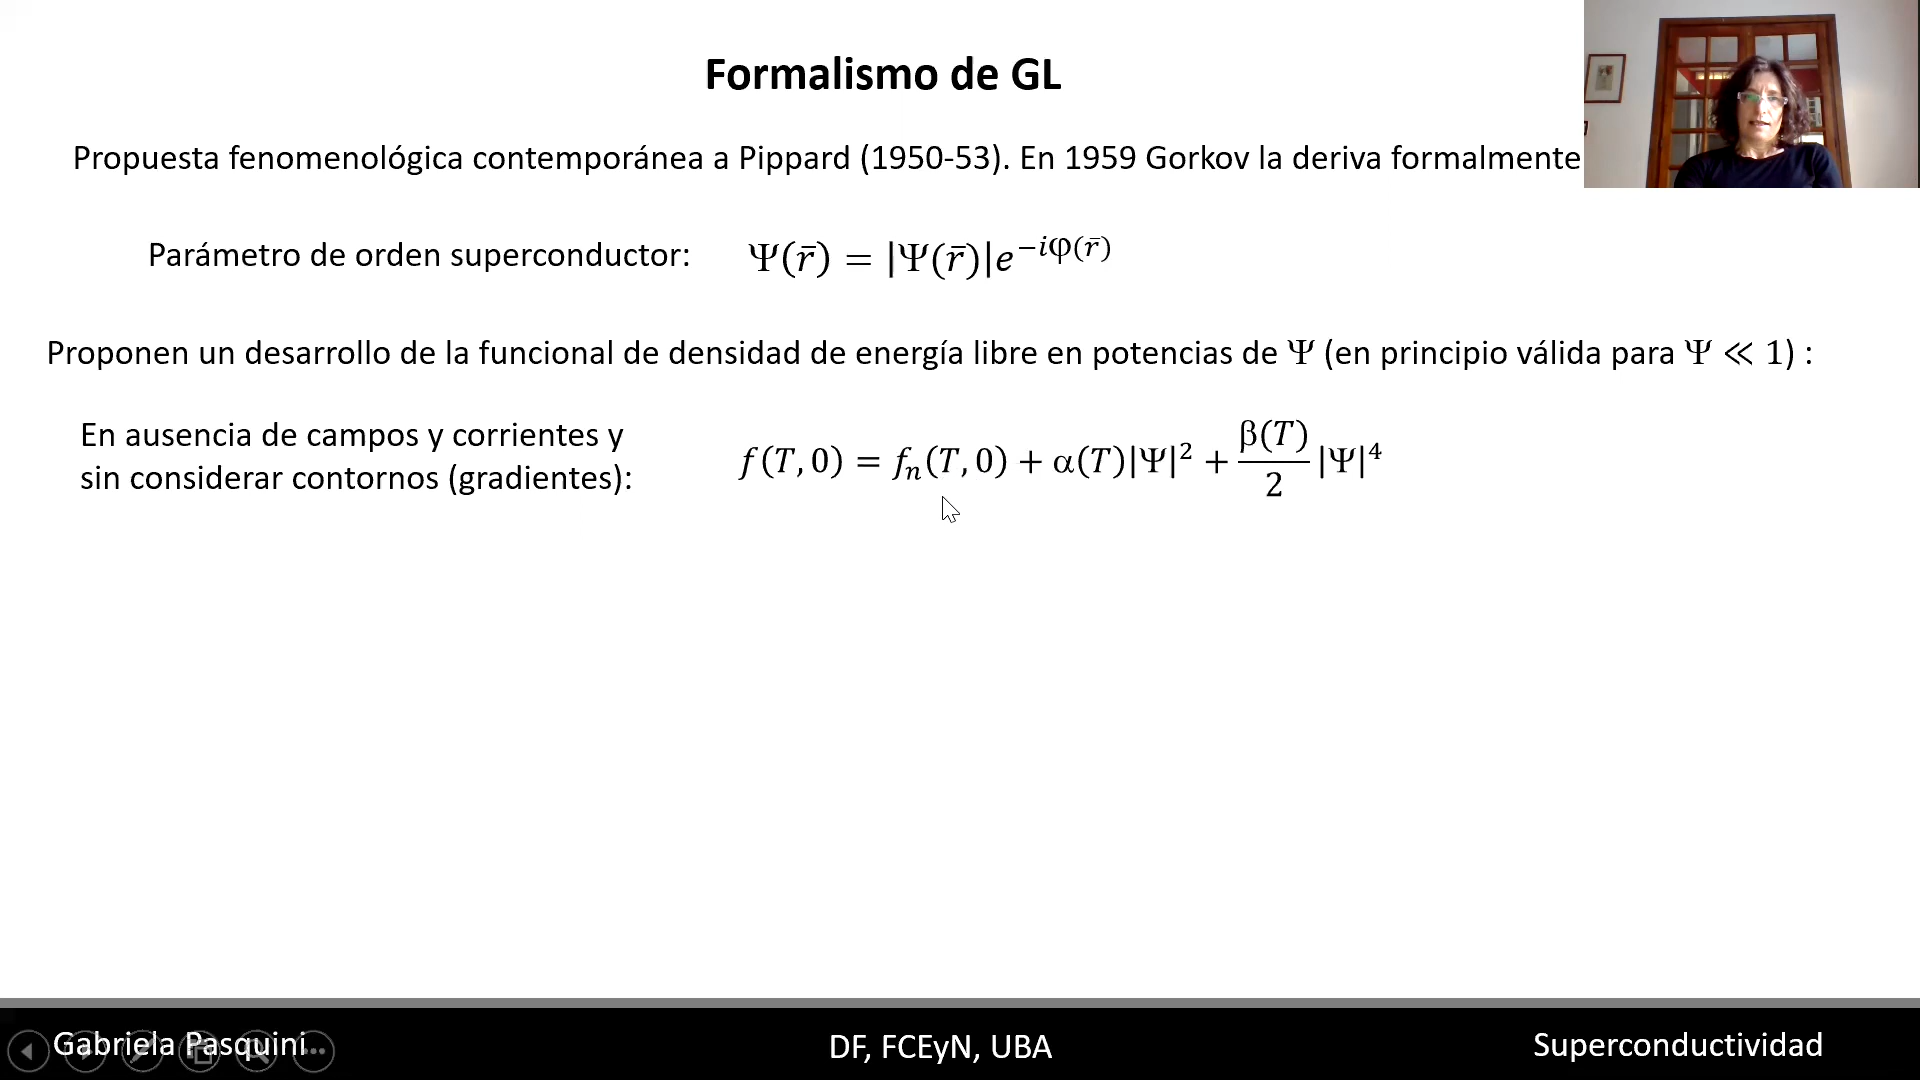 Formalismo de GL
Propuesta fenomenológica contemporánea a Pippard (1950-53). En 1959 Gorkov la deriva formalmente
Parámetro de orden superconductor: Ψ(r̄) = |Ψ(r̄)|e^{−iφ(r̄)}
Proponen un desarrollo de la funcional de densidad de energía libre en potencias de Ψ (en principio válida para Ψ ≪ 1) :
En ausencia de campos y corrientes y
sin considerar contornos (gradientes):
f(T, 0) = fₙ(T, 0) + α(T)|Ψ|² + β(T)/2 |Ψ|⁴
Gabriela Pasquini
DF, FCEyN, UBA
Superconductividad